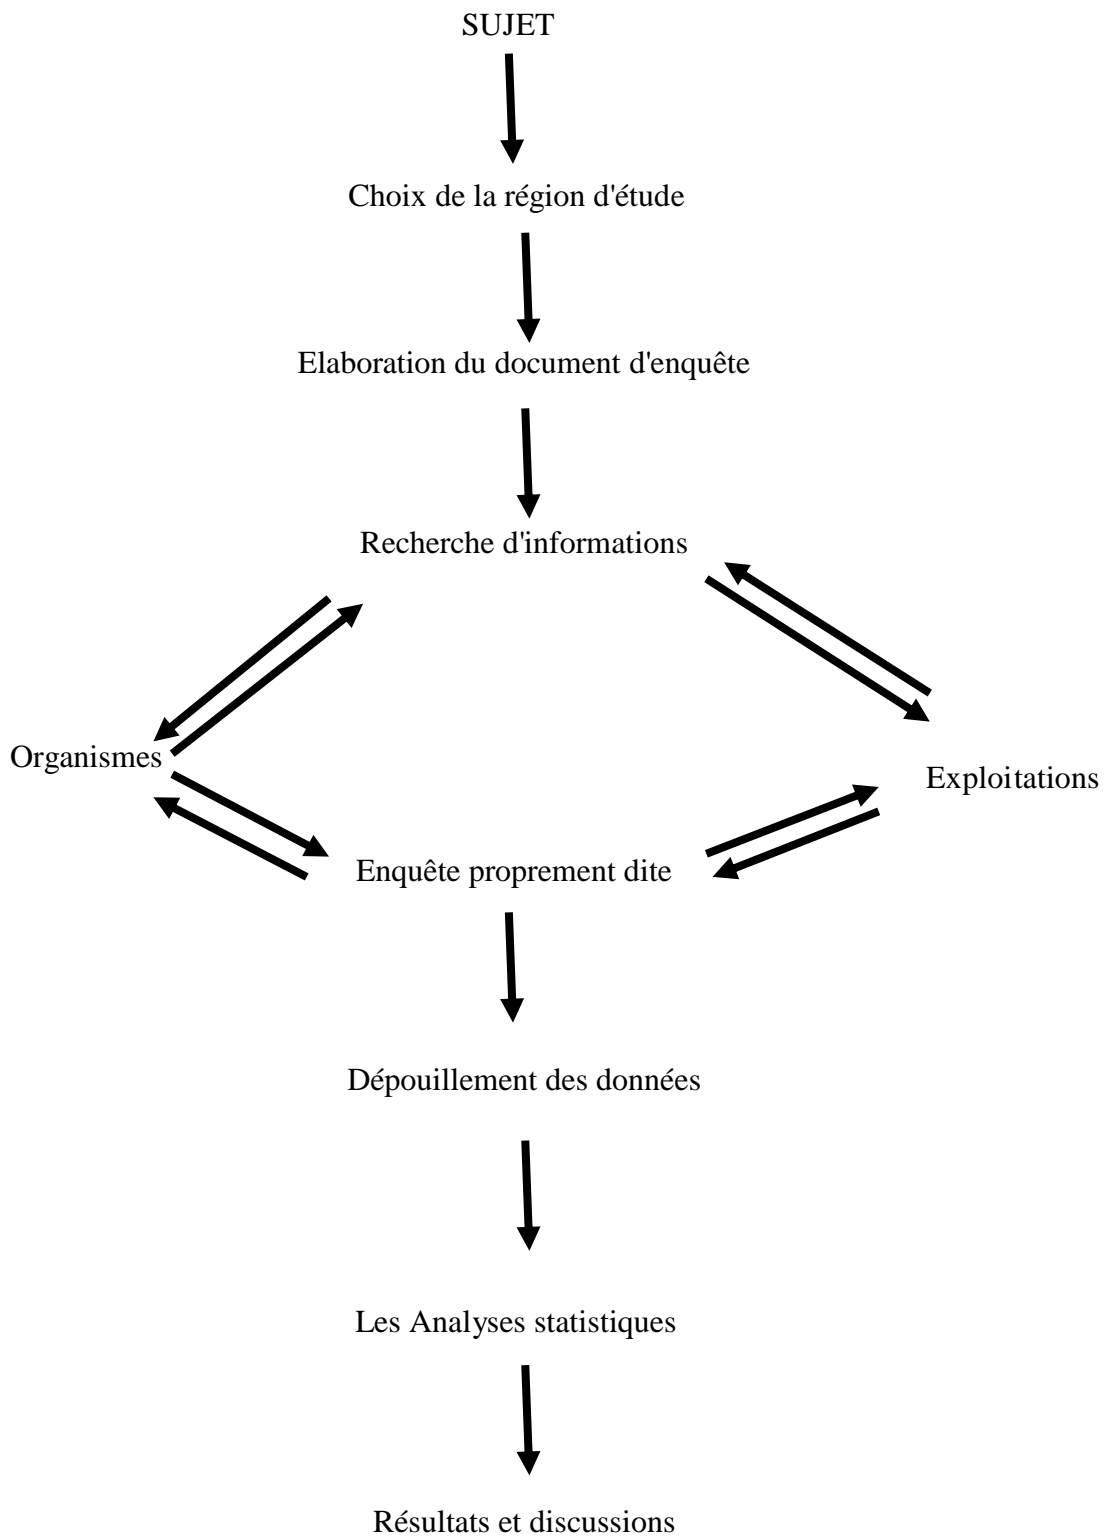 SUJET
Choix de la région d'étude
Elaboration du document d'enquête
Recherche d'informations
Organismes
Exploitations
Enquête proprement dite
Dépouillement des données
Les Analyses statistiques
Résultats et discussions